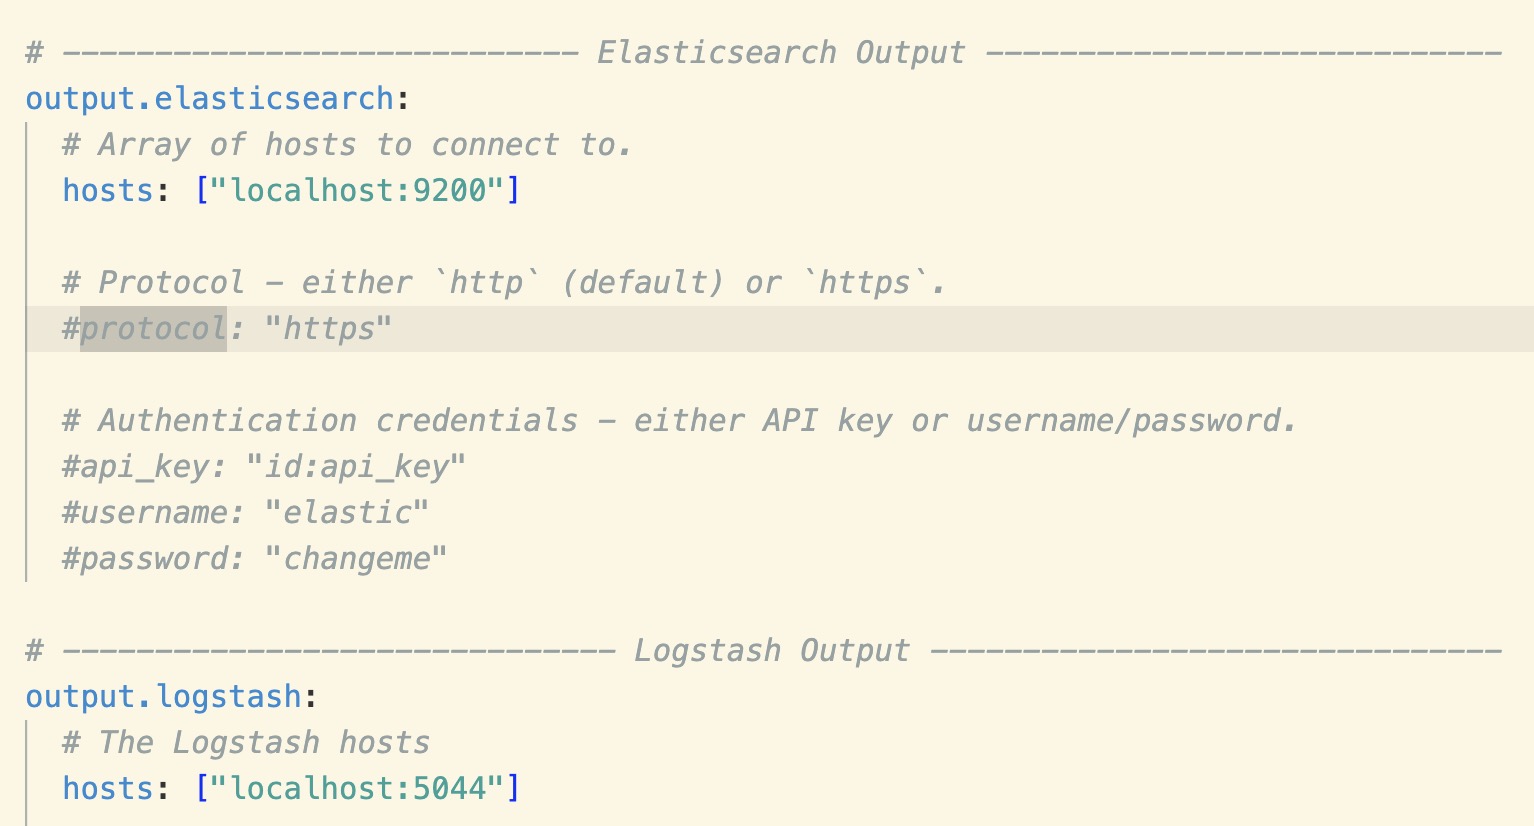 # ---------------------------- Elasticsearch Output ----------------------------
output.elasticsearch:
  # Array of hosts to connect to.
  hosts: ["localhost:9200"]

  # Protocol - either `http` (default) or `https`.
  #protocol: "https"

  # Authentication credentials - either API key or username/password.
  #api_key: "id:api_key"
  #username: "elastic"
  #password: "changeme"

# ------------------------------ Logstash Output -------------------------------
output.logstash:
  # The Logstash hosts
  hosts: ["localhost:5044"]